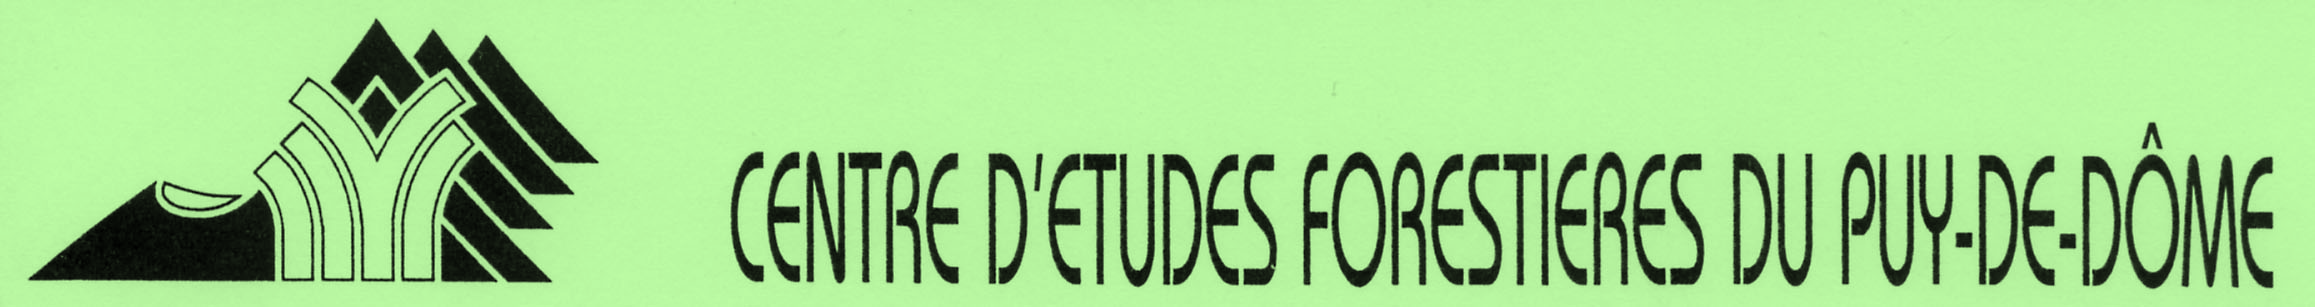 CENTRE D'ETUDES FORESTIERES DU PUY-DE-DÔME